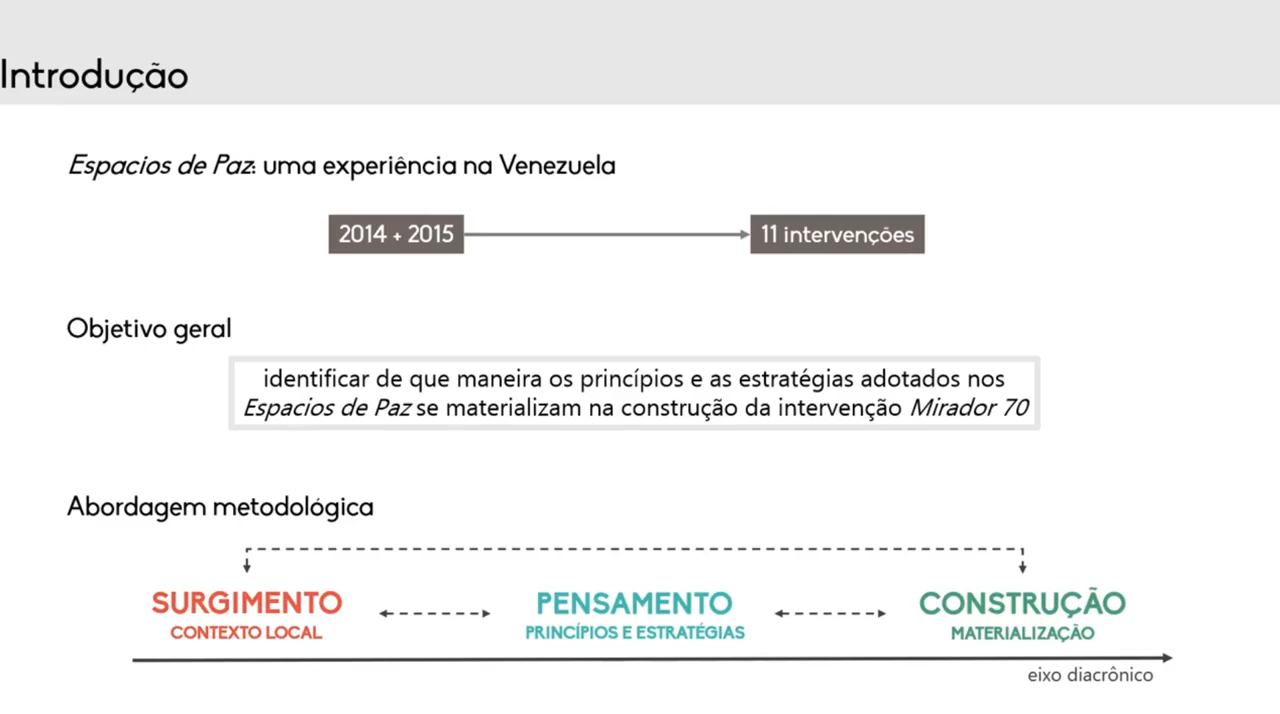 Introdução
Espacios de Paz: uma experiência na Venezuela
2014 + 2015
11 intervenções
Objetivo geral
identificar de que maneira os princípios e as estratégias adotados nos
Espacios de Paz se materializam na construção da intervenção Mirador 70
Abordagem metodológica
SURGIMENTO
CONTEXTO LOCAL
PENSAMENTO
PRINCÍPIOS E ESTRATÉGIAS
CONSTRUÇÃO
MATERIALIZAÇÃO
eixo diacrônico